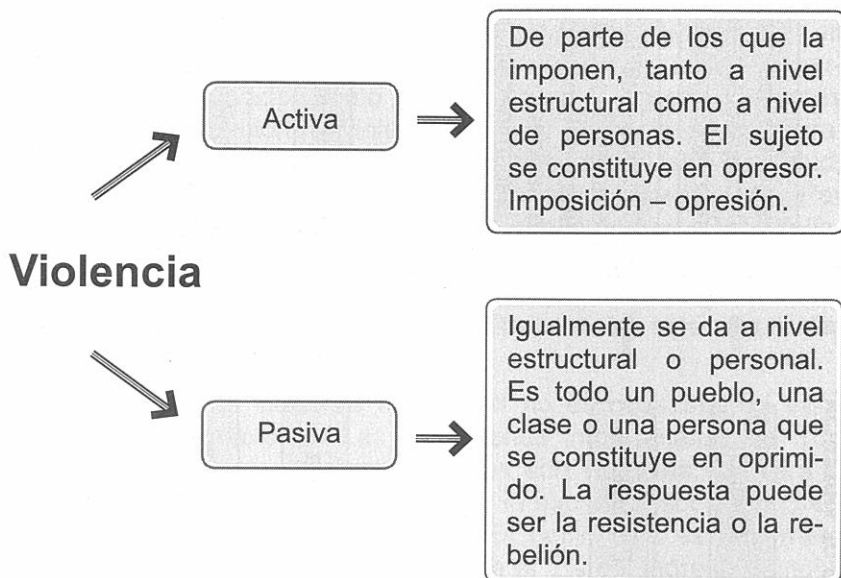 De parte de los que la
imponen, tanto a nivel
estructural como a nivel
de personas. El sujeto
se constituye en opresor.
Imposición – opresión.
Activa
Violencia
Igualmente se da a nivel
estructural o personal.
Es todo un pueblo, una
clase o una persona que
se constituye en oprimi-
do. La respuesta puede
ser la resistencia o la re-
belión.
Pasiva